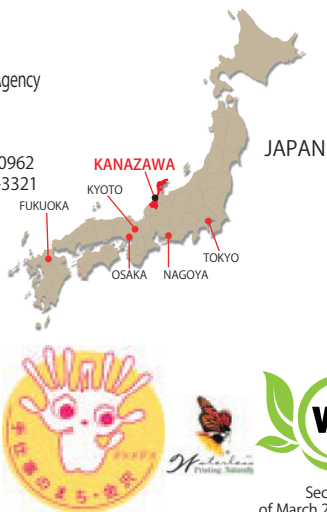 Agency
0962
-3321
JAPAN
KANAZAWA
KYOTO
FUKUOKA
TOKYO
OSAKA
NAGOYA
手仕事のまち・金沢
Waterless
Printing, Naturally
W
Sec
of March 2